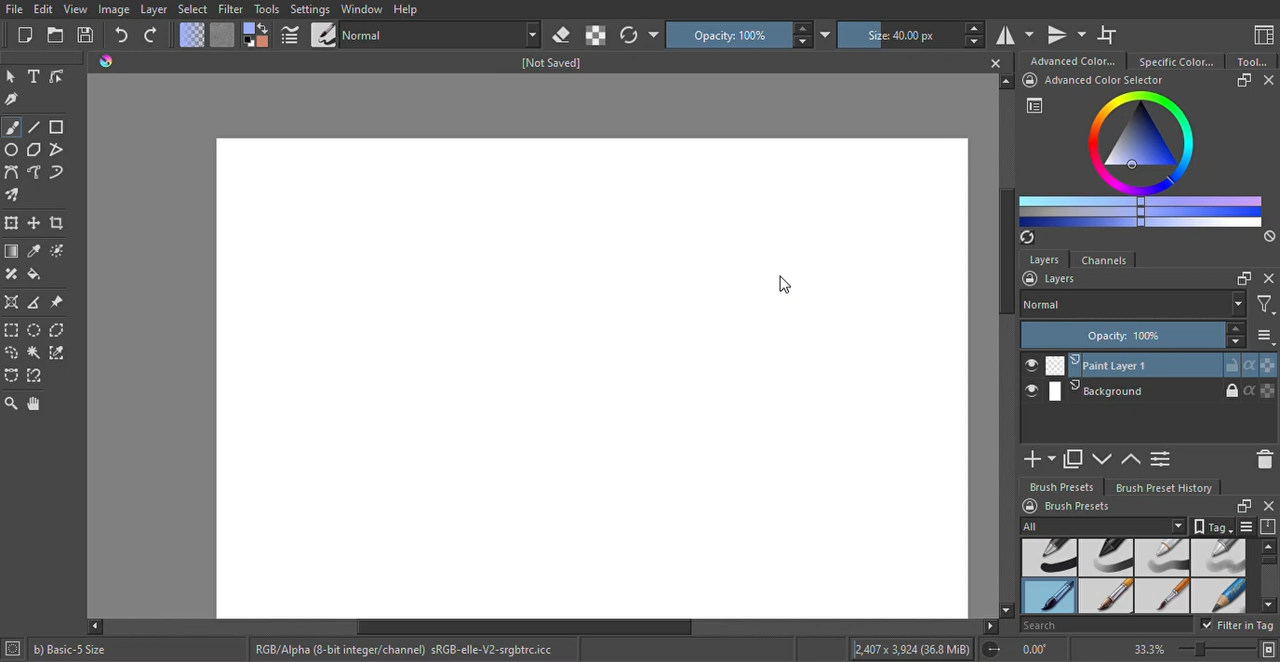 File Edit View Image Layer Select Filter Tools Settings Window Help
Normal Opacity: 100% Size: 40.00 px
[Not Saved]
Advanced Color... Specific Color... Tool...
Advanced Color Selector
Layers Channels
Layers
Normal
Opacity: 100%
Paint Layer 1
Background
Brush Presets Brush Preset History
Brush Presets
All Tag
Search Filter in Tag
b) Basic-5 Size RGB/Alpha (8-bit integer/channel) sRGB-elle-V2-srgbtrc.icc 2,407 x 3,924 (36.8 MiB) 0.00° 33.3%